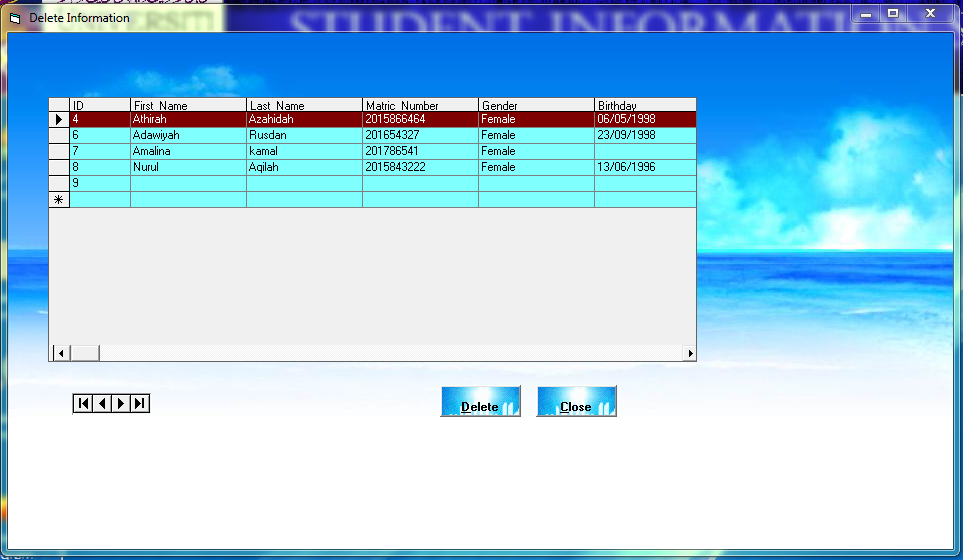 UNIVERSITI STUDENT INFORMATION
Delete Information
ID First_Name Last_Name Matric_Number Gender Birthday
4 Athirah Azahidah 2015866464 Female 06/05/1998
6 Adawiyah Rusdan 201654327 Female 23/09/1998
7 Amalina kamal 201786541 Female
8 Nurul Aqilah 2015843222 Female 13/06/1996
9
Delete Close